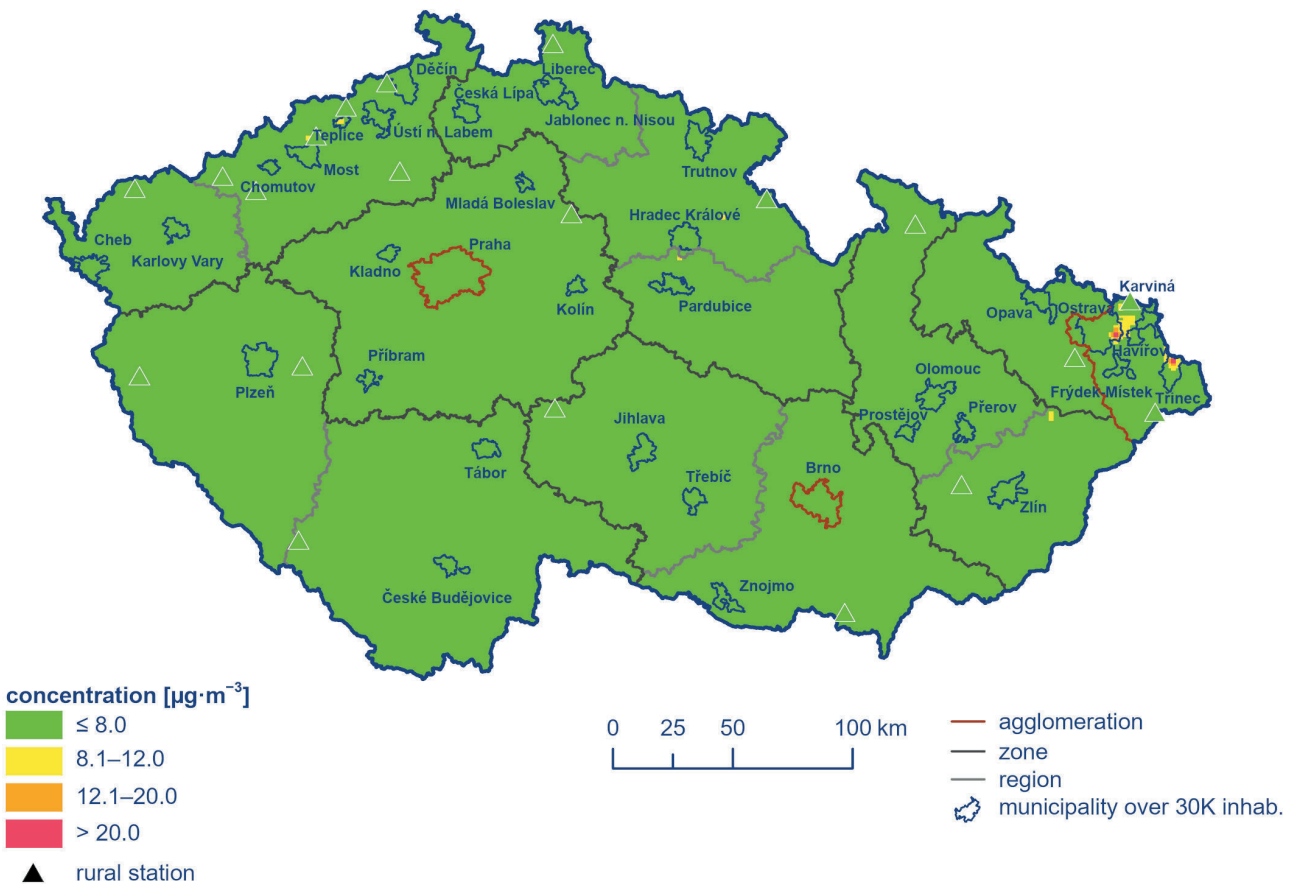 Děčín
Liberec
Česká Lípa
Jablonec n. Nisou
Teplice
Ústí n. Labem
Most
Chomutov
Trutnov
Mladá Boleslav
Hradec Králové
Cheb
Karlovy Vary
Praha
Kladno
Kolín
Pardubice
Karviná
Opava
Ostrava
Havířov
Příbram
Plzeň
Olomouc
Frýdek Místek
Třinec
Prostějov
Přerov
Jihlava
Tábor
Třebíč
Brno
Zlín
České Budějovice
Znojmo
concentration [µg·m⁻³]
≤ 8.0
8.1–12.0
12.1–20.0
> 20.0
rural station
0 25 50 100 km
agglomeration
zone
region
municipality over 30K inhab.